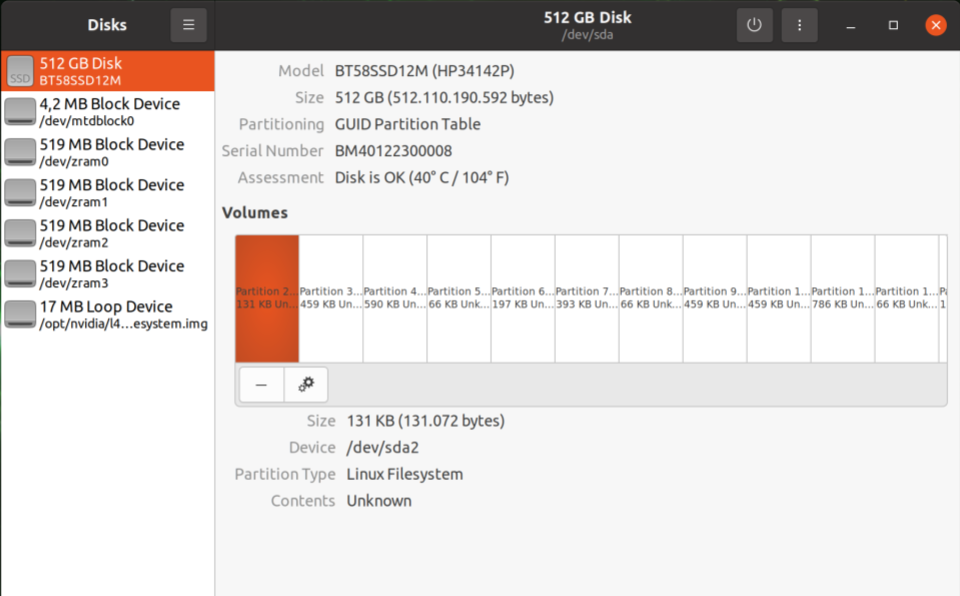 Disks
512 GB Disk
/dev/sda
SSD
512 GB Disk
BT58SSD12M
4,2 MB Block Device
/dev/mtdblock0
519 MB Block Device
/dev/zram0
519 MB Block Device
/dev/zram1
519 MB Block Device
/dev/zram2
519 MB Block Device
/dev/zram3
17 MB Loop Device
/opt/nvidia/l4...esystem.img
Model BT58SSD12M (HP34142P)
Size 512 GB (512.110.190.592 bytes)
Partitioning GUID Partition Table
Serial Number BM40122300008
Assessment Disk is OK (40° C / 104° F)
Volumes
Partition 2... Partition 3... Partition 4... Partition 5... Partition 6... Partition 7... Partition 8... Partition 9... Partition 1... Partition 1... Partition 1...
131 KB Un... 459 KB Un... 590 KB Un... 66 KB Unk... 197 KB Un... 393 KB Un... 66 KB Unk... 459 KB Un... 459 KB Un... 786 KB Un... 66 KB Unk...
Size 131 KB (131.072 bytes)
Device /dev/sda2
Partition Type Linux Filesystem
Contents Unknown